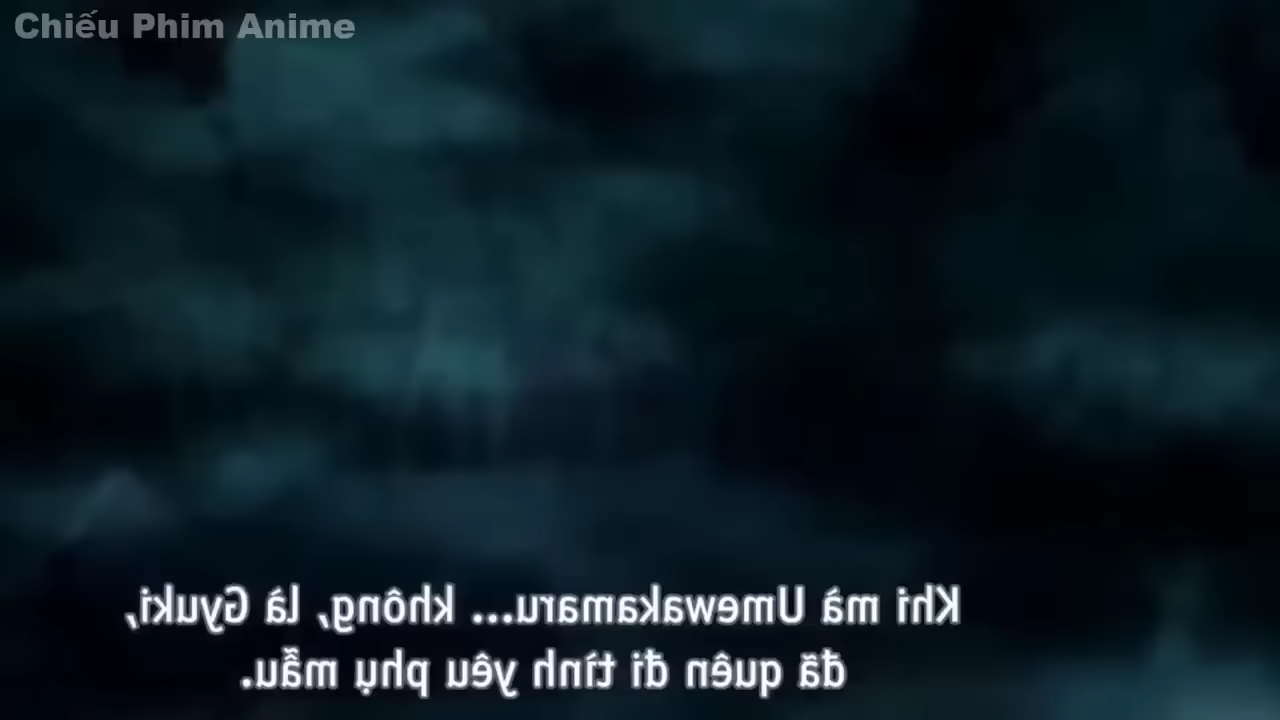 Chiếu Phim Anime
Khi mà Umewakamaru... không, là Gyuki,
đã quên đi tình yêu phụ mẫu.